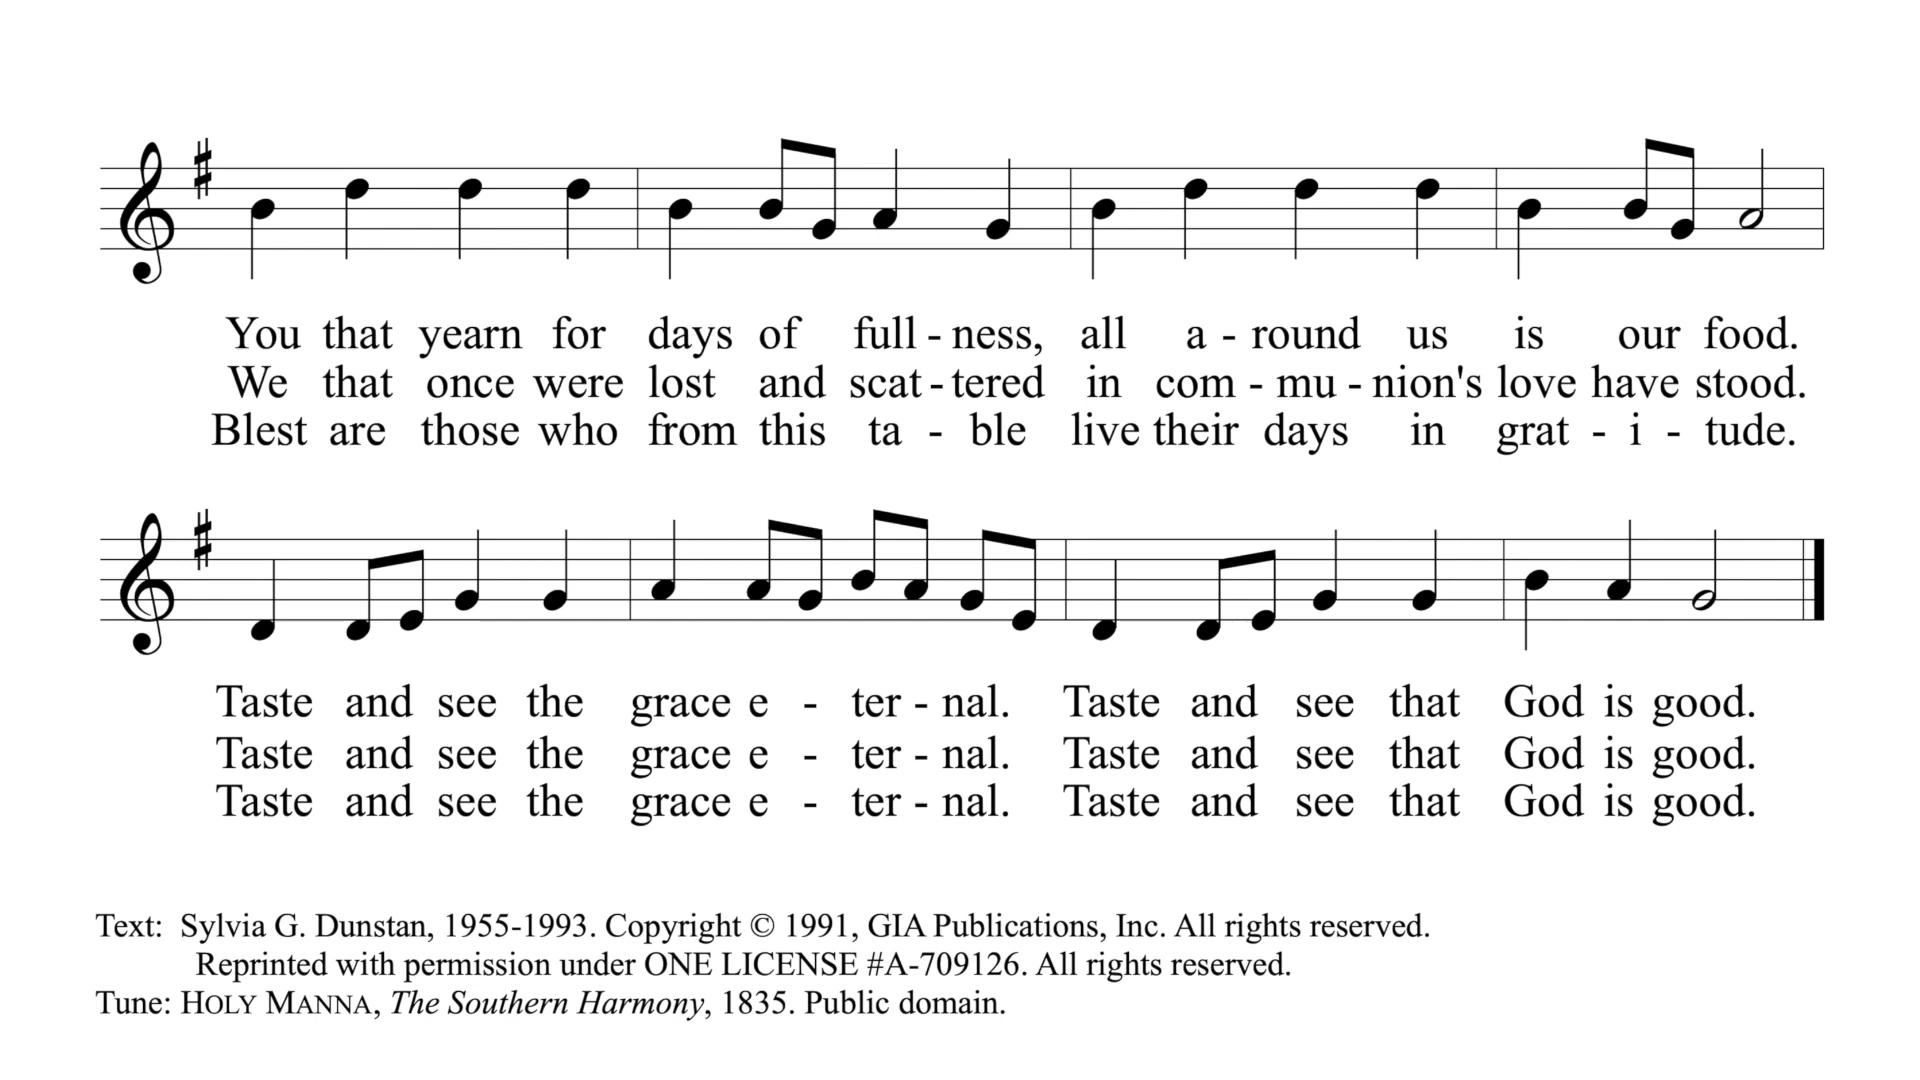 You that yearn for days of full - ness, all a - round us is our food.
We that once were lost and scat - tered in com - mu - nion's love have stood.
Blest are those who from this ta - ble live their days in grat - i - tude.
Taste and see the grace e - ter - nal. Taste and see that God is good.
Taste and see the grace e - ter - nal. Taste and see that God is good.
Taste and see the grace e - ter - nal. Taste and see that God is good.
Text: Sylvia G. Dunstan, 1955-1993. Copyright © 1991, GIA Publications, Inc. All rights reserved.
Reprinted with permission under ONE LICENSE #A-709126. All rights reserved.
Tune: HOLY MANNA, The Southern Harmony, 1835. Public domain.